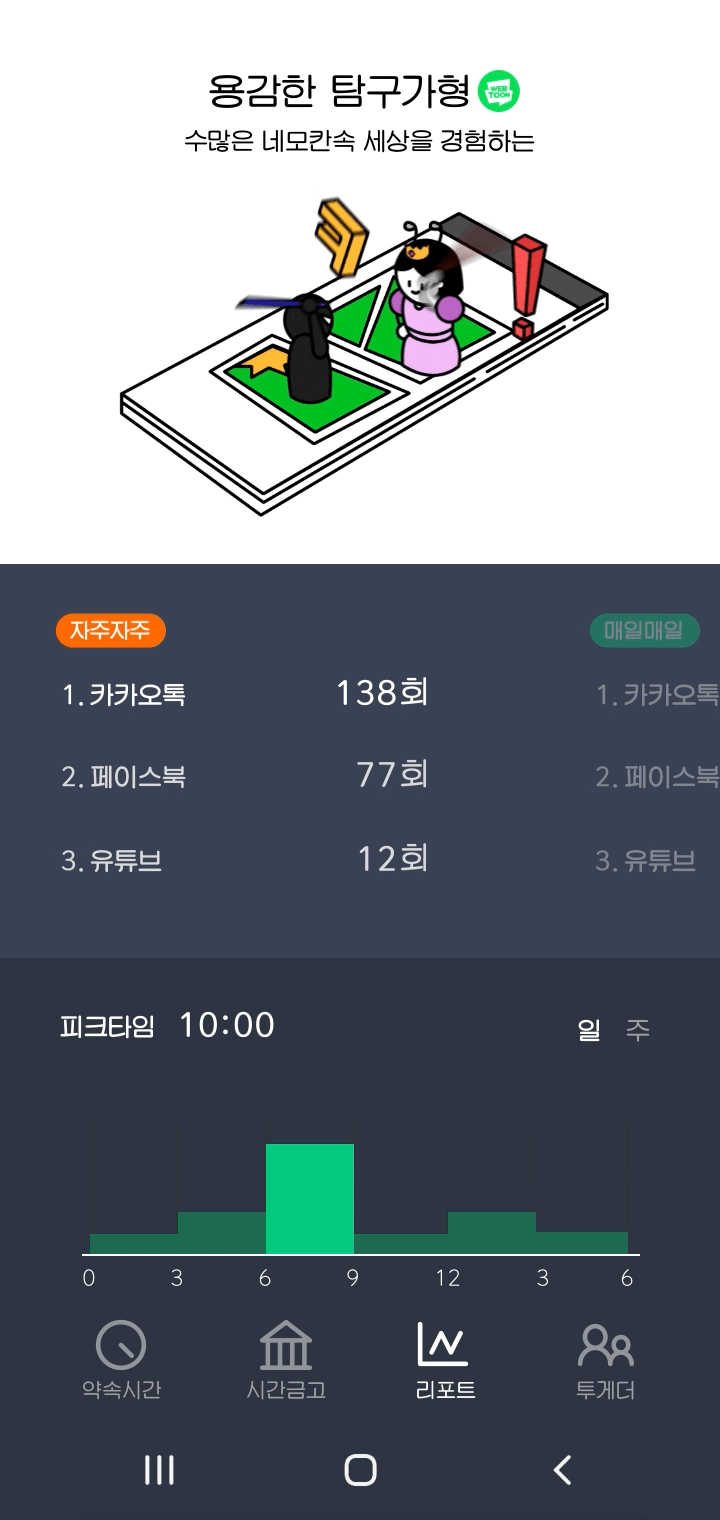 용감한 탐구가형 WEBTOON
수많은 네모칸속 세상을 경험하는
자주자주 매일매일
1. 카카오톡 138회 1. 카카오톡
2. 페이스북 77회 2. 페이스북
3. 유튜브 12회 3. 유튜브
피크타임 10:00 일 주
0 3 6 9 12 3 6
약속시간 시간금고 리포트 투게더